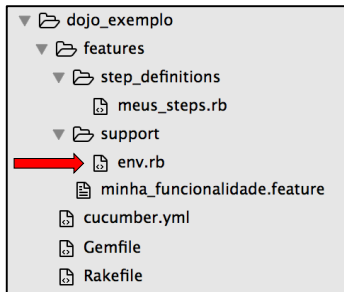 dojo_exemplo
features
step_definitions
meus_steps.rb
support
env.rb
minha_funcionalidade.feature
cucumber.yml
Gemfile
Rakefile